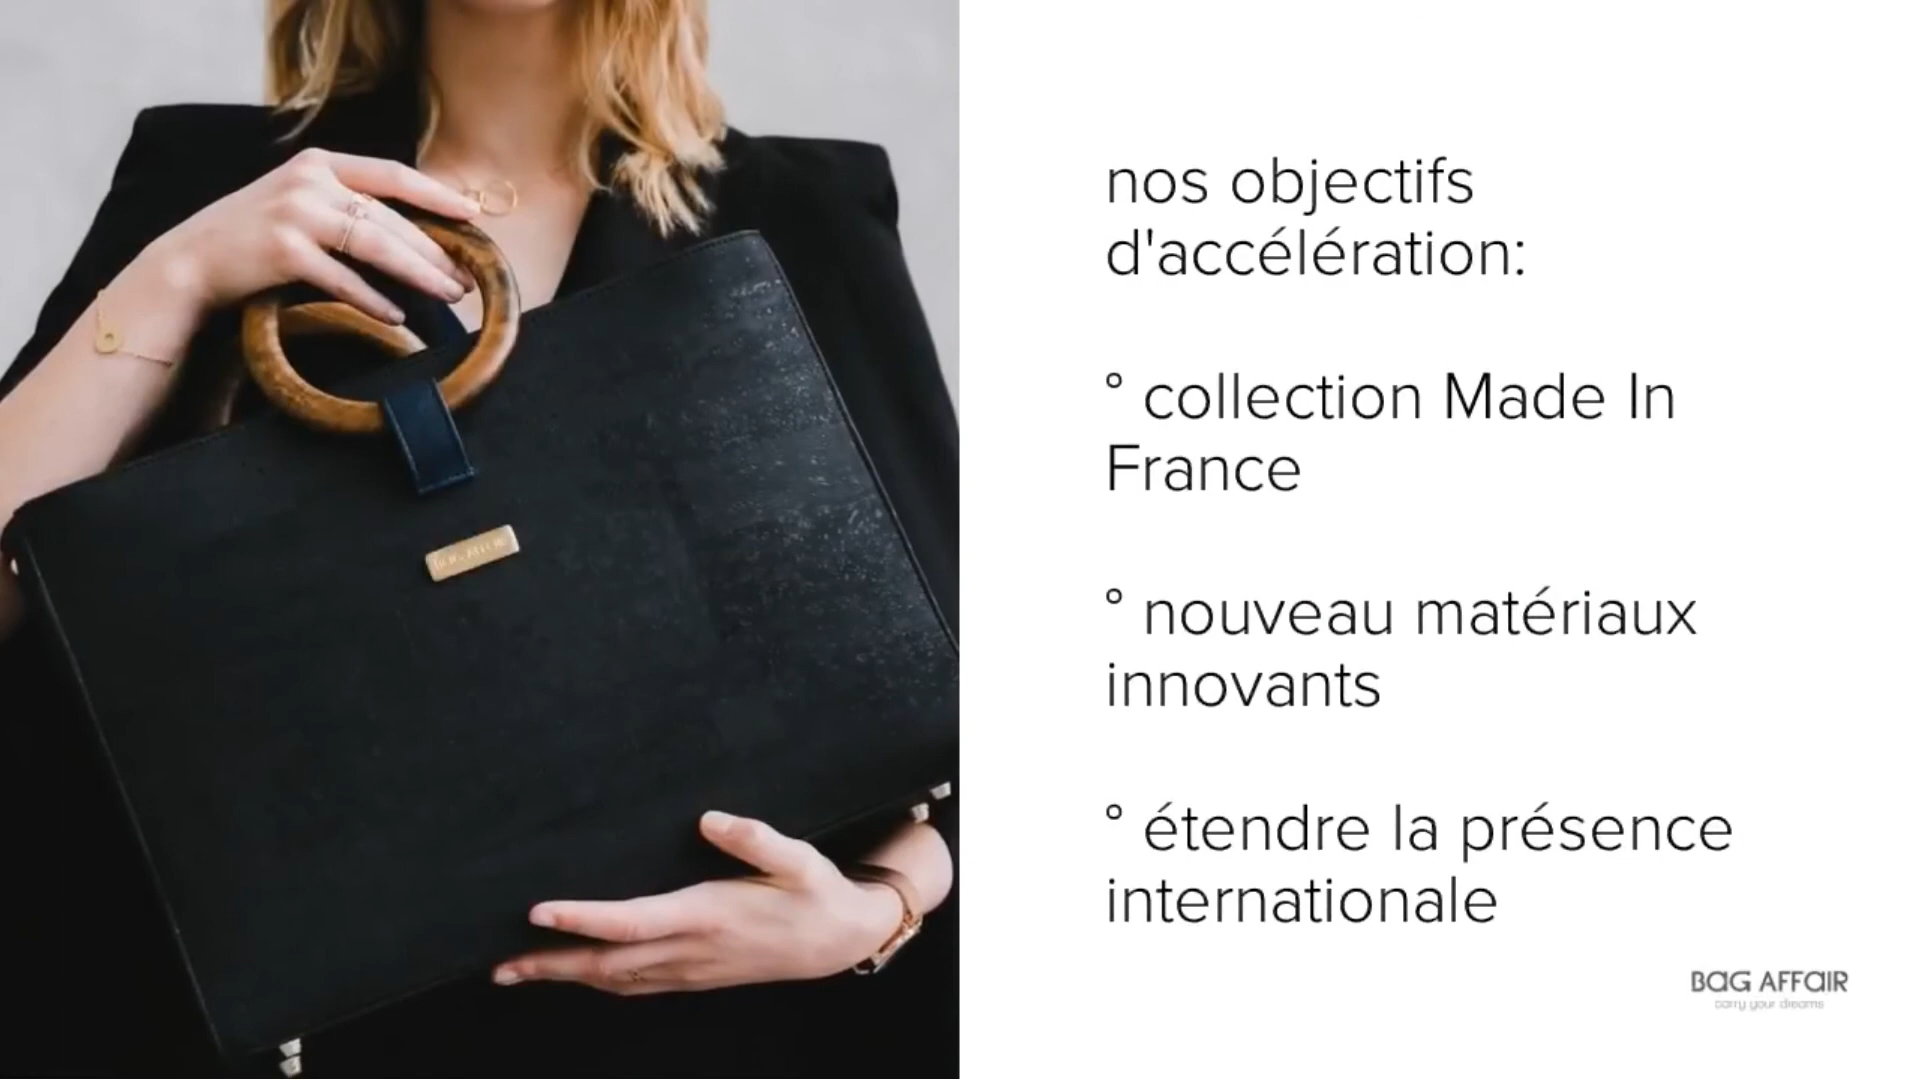 nos objectifs
d'accélération:
° collection Made In
France
° nouveau matériaux
innovants
° étendre la présence
internationale
BAG AFFAIR
carry your dreams